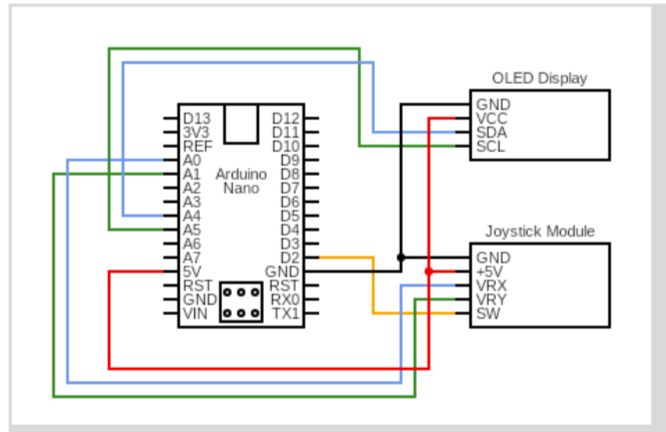 OLED Display
GND
VCC
SDA
SCL
D13
3V3
REF
A0
A1
A2
A3
A4
A5
A6
A7
5V
RST
GND
VIN
Arduino
Nano
D12
D11
D10
D9
D8
D7
D6
D5
D4
D3
D2
GND
RST
RX0
TX1
Joystick Module
GND
+5V
VRX
VRY
SW